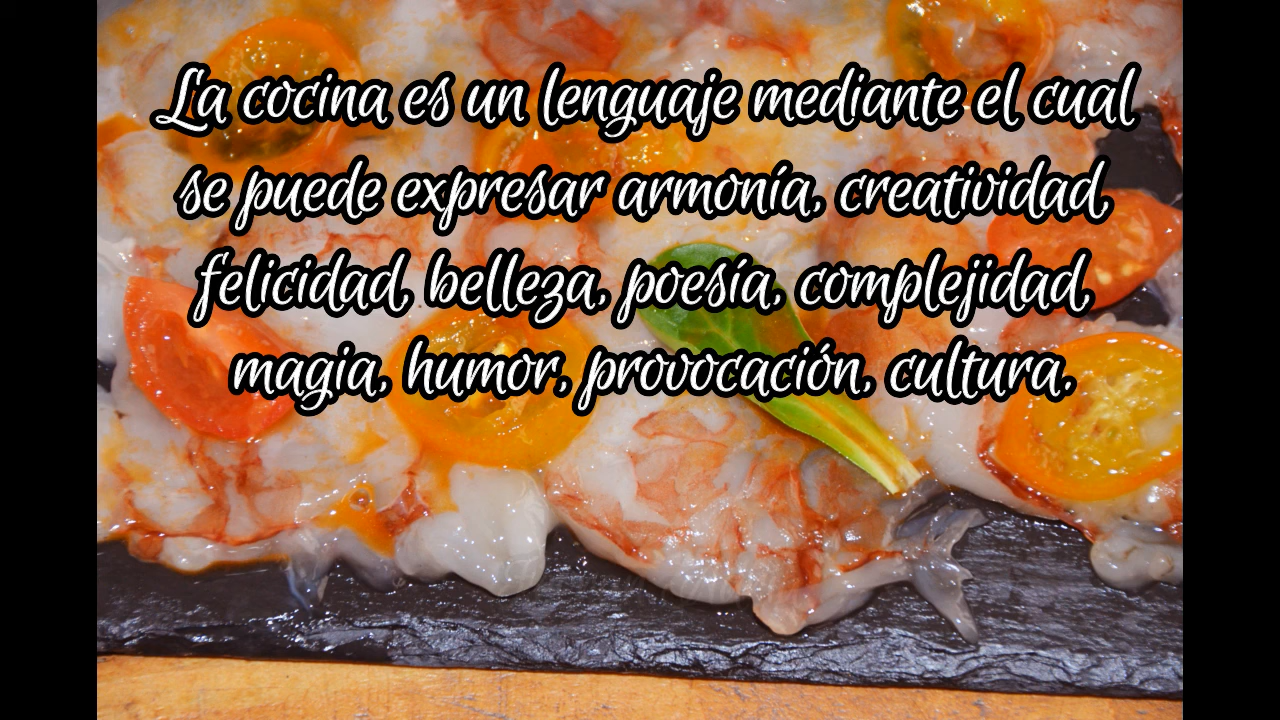 La cocina es un lenguaje mediante el cual
se puede expresar armonía, creatividad,
felicidad, belleza, poesía, complejidad,
magia, humor, provocación, cultura.